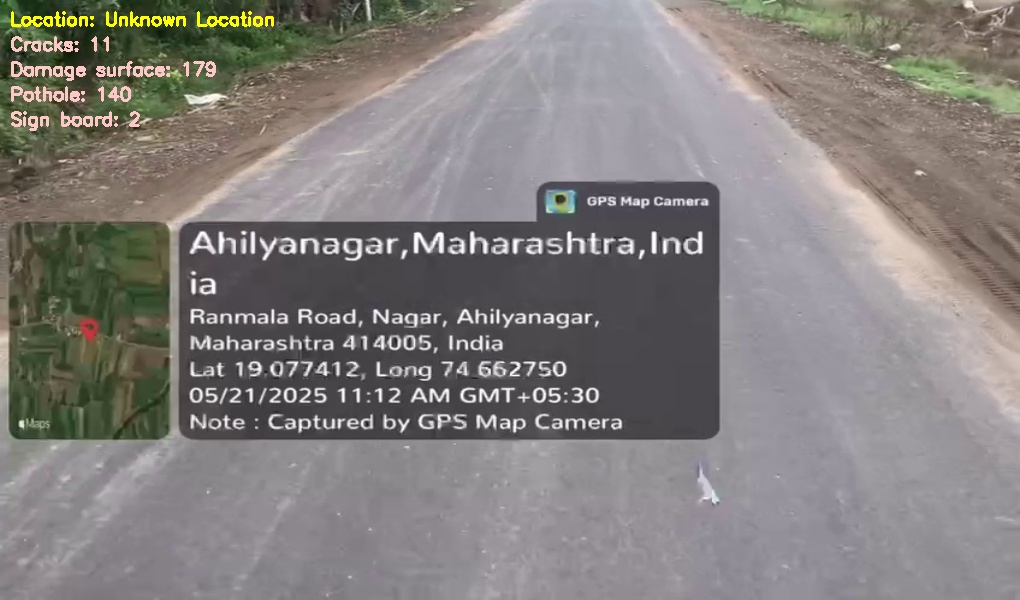 Location: Unknown Location
Cracks: 11
Damage surface: 179
Pothole: 140
Sign board: 2
GPS Map Camera
Ahilyanagar,Maharashtra,Ind
ia
Ranmala Road, Nagar, Ahilyanagar,
Maharashtra 414005, India
Lat 19.077412, Long 74.662750
05/21/2025 11:12 AM GMT+05:30
Note : Captured by GPS Map Camera
Maps